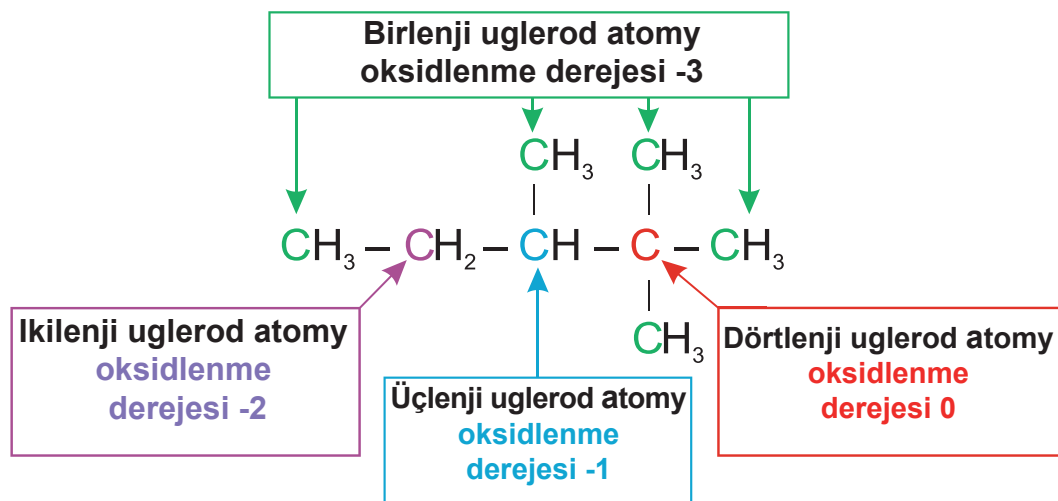 Birlenji uglerod atomy
oksidlenme derejesi -3
CH₃ CH₃
CH₃ – CH₂ – CH – C – CH₃
CH₃
Ikilenji uglerod atomy
oksidlenme
derejesi -2
Üçlenji uglerod atomy
oksidlenme
derejesi -1
Dörtlenji uglerod atomy
oksidlenme
derejesi 0